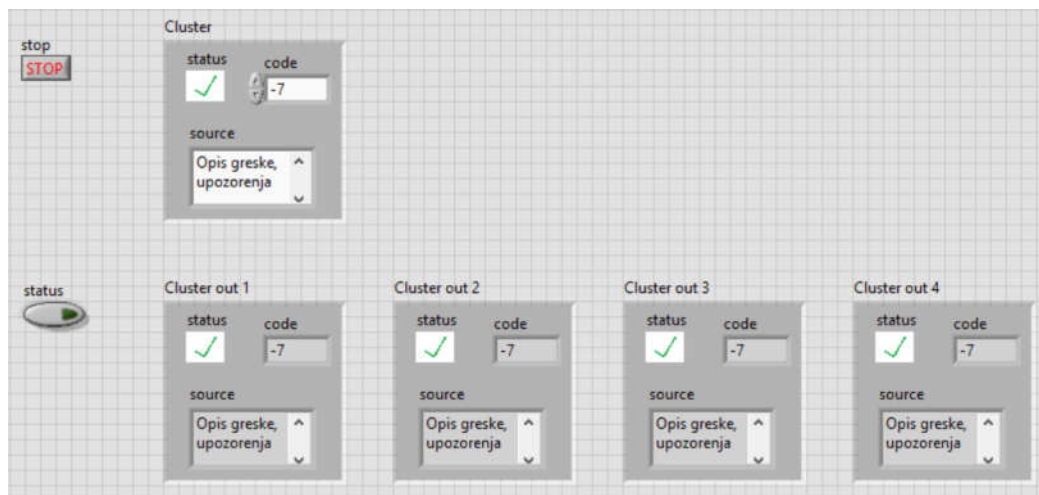 Cluster
stop
STOP
status code
-7
source
Opis greske,
upozorenja
status
Cluster out 1 Cluster out 2 Cluster out 3 Cluster out 4
status code status code status code status code
-7 -7 -7 -7
source source source source
Opis greske, Opis greske, Opis greske, Opis greske,
upozorenja upozorenja upozorenja upozorenja